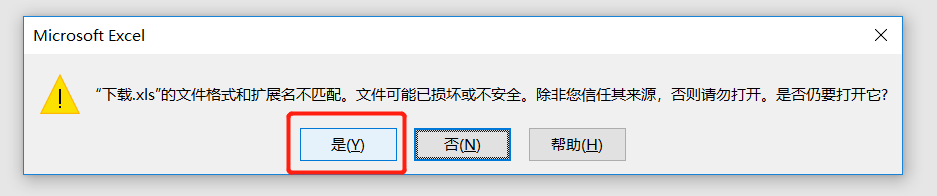 Microsoft Excel
“下载.xls”的文件格式和扩展名不匹配。文件可能已损坏或不安全。除非您信任其来源，否则请勿打开。是否仍要打开它?
是(Y)
否(N)
帮助(H)